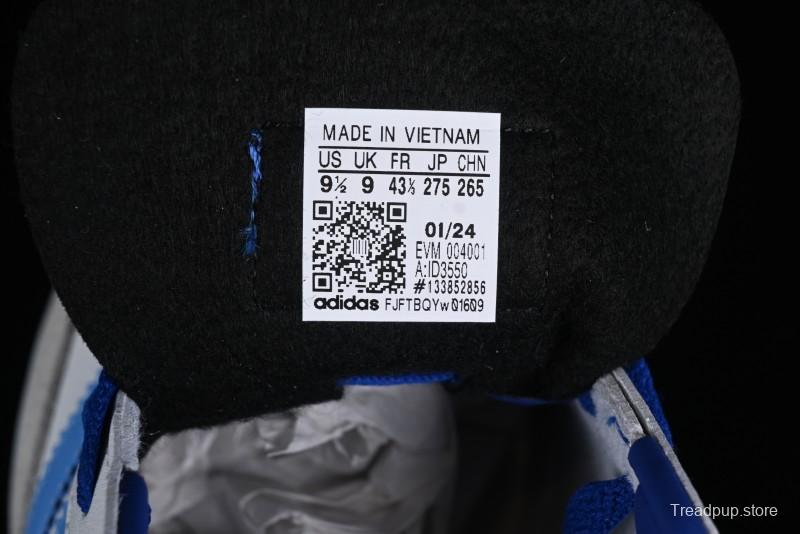 MADE IN VIETNAM
US UK FR JP CHN
9½ 9 43⅓ 275 265
01/24
EVM 004001
A:ID3550
#133852856
adidas FJFTBQYw01609
Treadpup.store